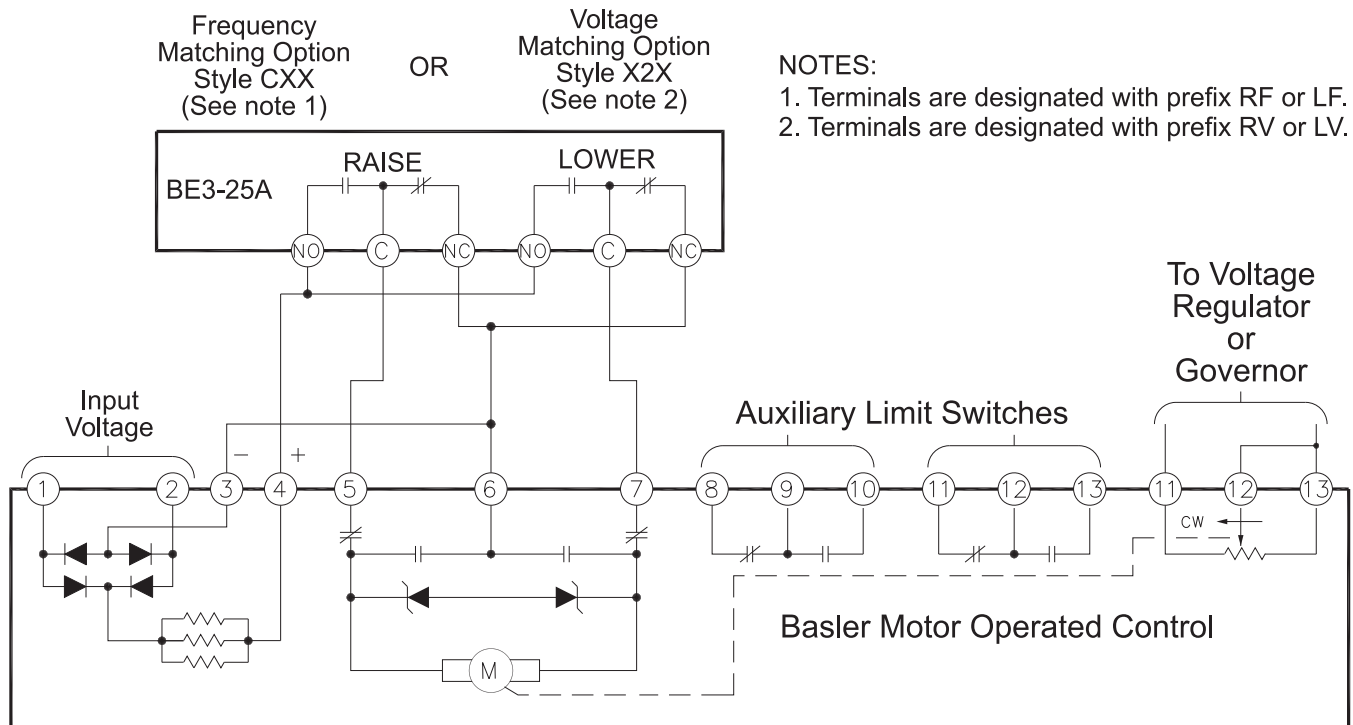 Frequency
Matching Option
Style CXX
(See note 1)
OR
Voltage
Matching Option
Style X2X
(See note 2)
NOTES:
1. Terminals are designated with prefix RF or LF.
2. Terminals are designated with prefix RV or LV.
BE3-25A
RAISE
LOWER
NO C NC NO C NC
To Voltage
Regulator
or
Governor
Input
Voltage
Auxiliary Limit Switches
− +
1 2 3 4 5 6 7 8 9 10 11 12 13 11 12 13
CW
Basler Motor Operated Control
M